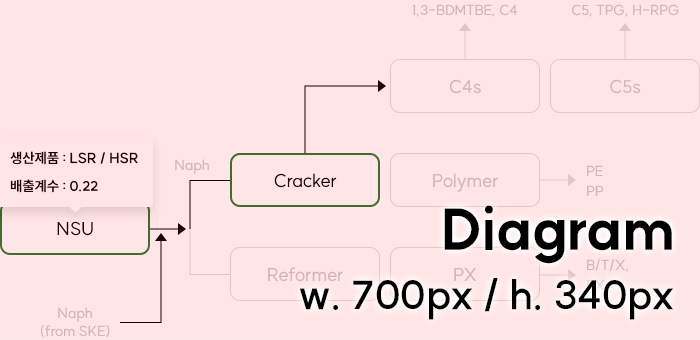 1,3-BDMTBE, C4
C5, TPG, H-RPG
C4s
C5s
생산제품 : LSR / HSR
배출계수 : 0.22
Naph
Cracker
Polymer
PE
PP
NSU
Diagram
Reformer
PX
B/T/X,
w. 700px / h. 340px
Naph
(from SKE)